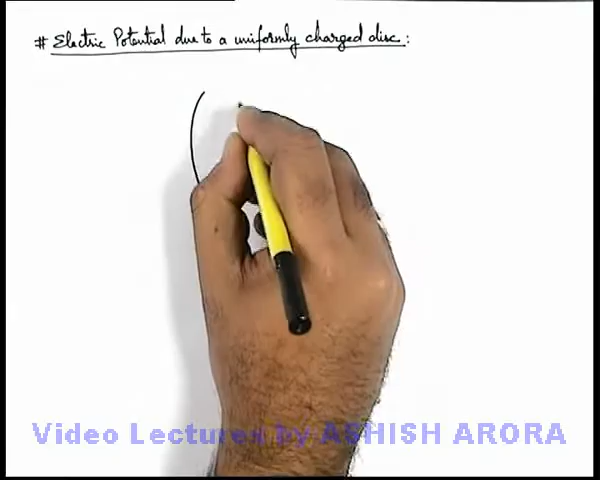 # Electric Potential due to a uniformly charged disc :
Video Lectures by ASHISH ARORA